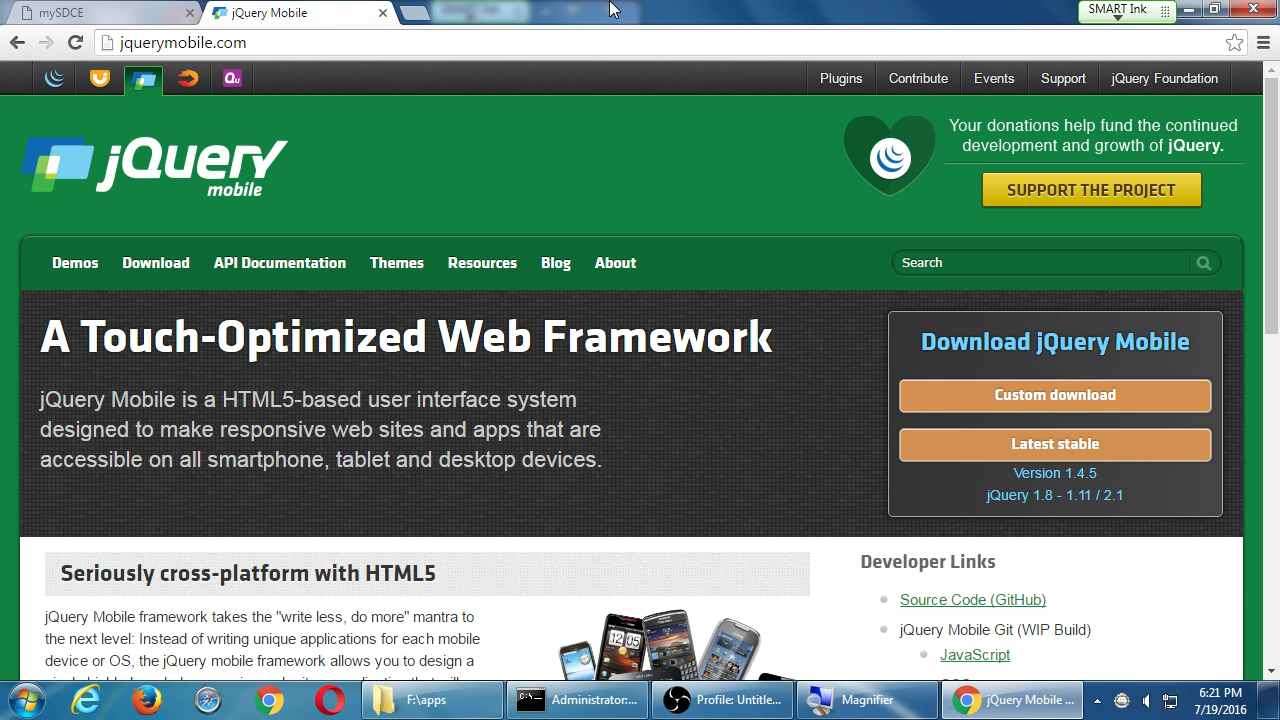 mySDCE
jQuery Mobile
SMART Ink
jquerymobile.com
Qu
Plugins
Contribute
Events
Support
jQuery Foundation
jQuery
mobile
Your donations help fund the continued
development and growth of jQuery.
SUPPORT THE PROJECT
Demos
Download
API Documentation
Themes
Resources
Blog
About
Search
A Touch-Optimized Web Framework
jQuery Mobile is a HTML5-based user interface system
designed to make responsive web sites and apps that are
accessible on all smartphone, tablet and desktop devices.
Download jQuery Mobile
Custom download
Latest stable
Version 1.4.5
jQuery 1.8 - 1.11 / 2.1
Seriously cross-platform with HTML5
jQuery Mobile framework takes the "write less, do more" mantra to
the next level: Instead of writing unique applications for each mobile
device or OS, the jQuery mobile framework allows you to design a
Developer Links
Source Code (GitHub)
jQuery Mobile Git (WIP Build)
JavaScript
F:\apps
Administrator:...
Profile: Untitle...
Magnifier
jQuery Mobile ...
6:21 PM
7/19/2016